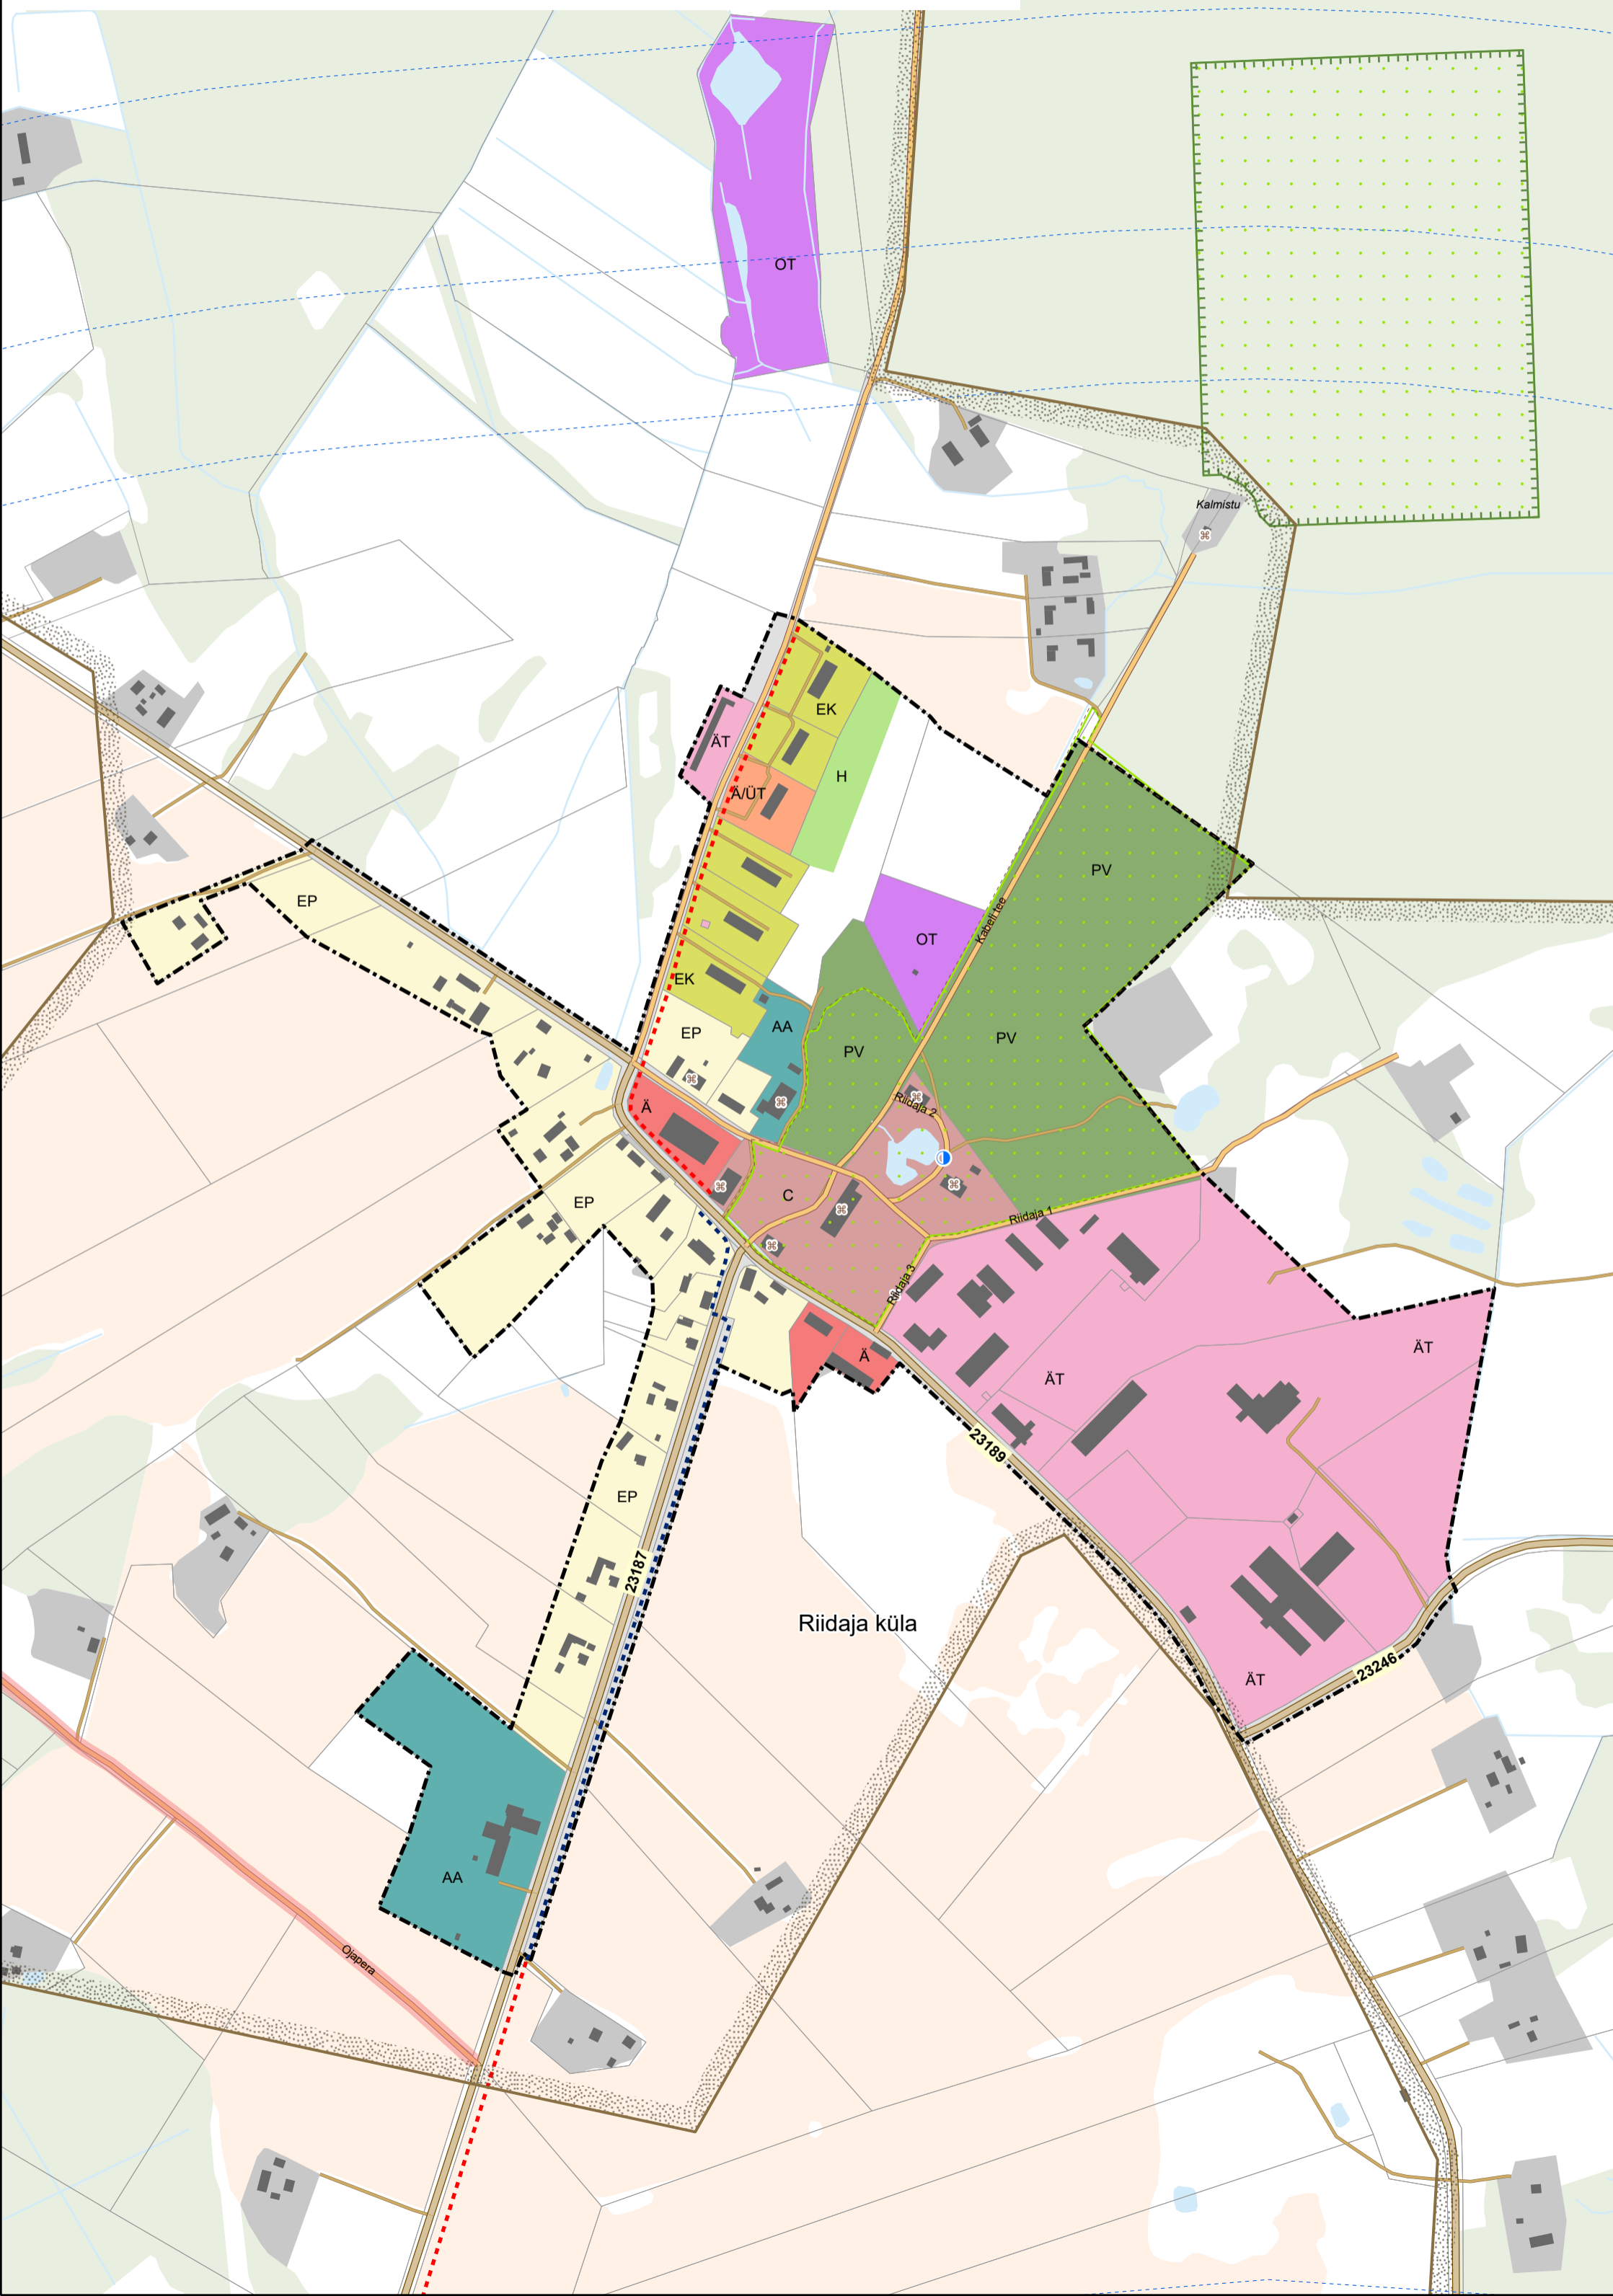 OT
Kalmistu
EK
ÄT
H
Ä/ÜT
PV
EP
Kabeli tee
OT
EK
AA
EP
PV
PV
Riidaja 2
Ä
C
EP
Riidaja 1
Riidaja 3
ÄT
Ä
ÄT
23189
EP
23187
Riidaja küla
23246
ÄT
AA
Ojapera